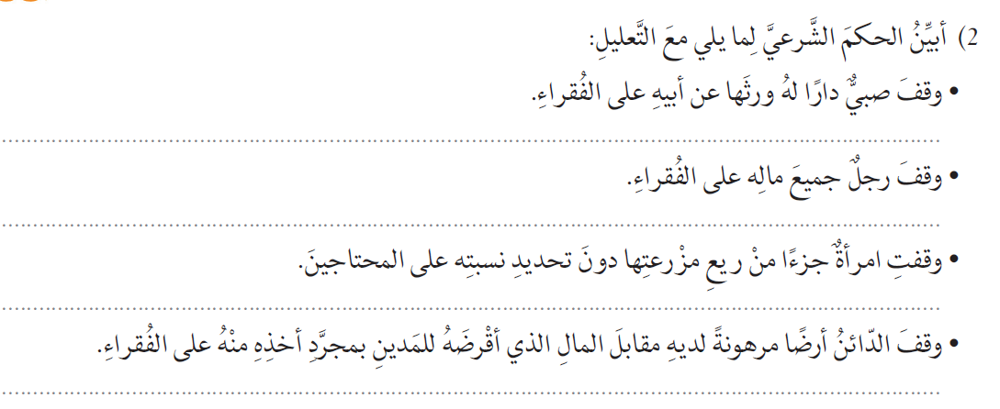 2) أبيِّنُ الحكمَ الشَّرعيَّ لِما يلي معَ التَّعليلِ:
• وقفَ صبيٌّ دارًا لهُ ورثَها عن أبيهِ على الفُقراءِ.
• وقفَ رجلٌ جميعَ مالِه على الفُقراءِ.
• وقفتِ امرأةٌ جزءًا منْ ريعِ مزْرعتِها دونَ تحديدِ نسبتِه على المحتاجينَ.
• وقفَ الدّائنُ أرضًا مرهونةً لديهِ مقابلَ المالِ الذي أقْرضَهُ للمَدينِ بمجرَّدِ أخذِهِ منْهُ على الفُقراءِ.